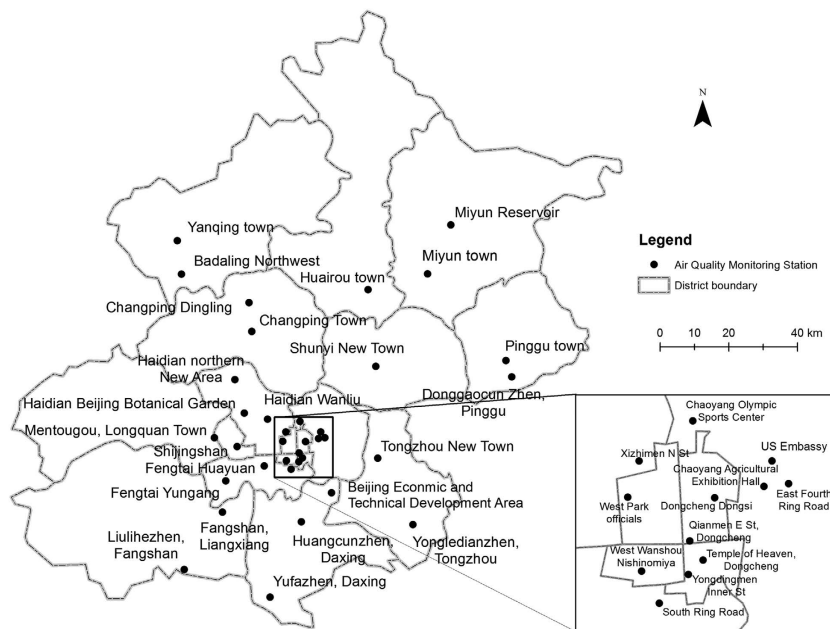 N
Yanqing town
Badaling Northwest
Miyun Reservoir
Miyun town
Huairou town
Changping Dingling
Changping Town
Shunyi New Town
Pinggu town
Donggaocun Zhen,
Pinggu
Haidian northern
New Area
Haidian Wanliu
Haidian Beijing Botanical Garden
Mentougou, Longquan Town
Shijingshan
Fengtai Huayuan
Fengtai Yungang
Tongzhou New Town
Beijing Econmic and
Technical Development Area
Fangshan,
Liangxiang
Liulihezhen,
Fangshan
Huangcunzhen,
Daxing
Yongledianzhen,
Tongzhou
Yufazhen, Daxing
Legend
Air Quality Monitoring Station
District boundary
0 10 20 40 km
Chaoyang Olympic
Sports Center
Xizhimen N St
US Embassy
Chaoyang Agricultural
Exhibition Hall
East Fourth
Ring Road
West Park
officials
Dongcheng Dongsi
Qianmen E St,
Dongcheng
West Wanshou
Nishinomiya
Temple of Heaven,
Dongcheng
Yongdingmen
Inner St
South Ring Road